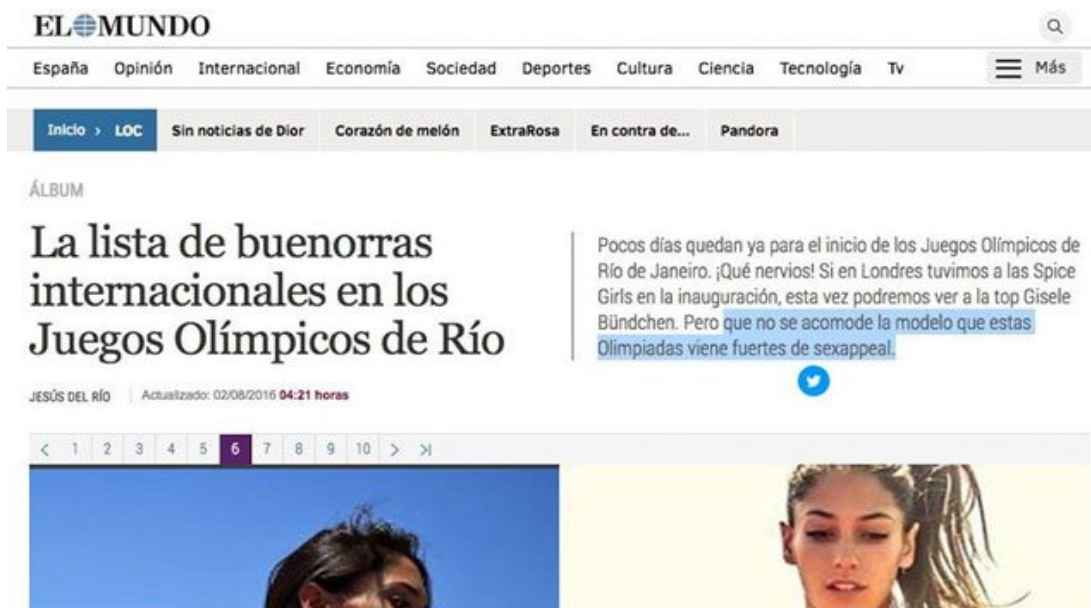 EL MUNDO
España Opinión Internacional Economía Sociedad Deportes Cultura Ciencia Tecnología Tv Más
Inicio › LOC Sin noticias de Dior Corazón de melón ExtraRosa En contra de... Pandora
ÁLBUM
La lista de buenorras
internacionales en los
Juegos Olímpicos de Río
JESÚS DEL RÍO Actualizado: 02/08/2016 04:21 horas
Pocos días quedan ya para el inicio de los Juegos Olímpicos de
Río de Janeiro. ¡Qué nervios! Si en Londres tuvimos a las Spice
Girls en la inauguración, esta vez podremos ver a la top Gisele
Bündchen. Pero que no se acomode la modelo que estas
Olimpiadas viene fuertes de sexappeal.
< 1 2 3 4 5 6 7 8 9 10 > >|